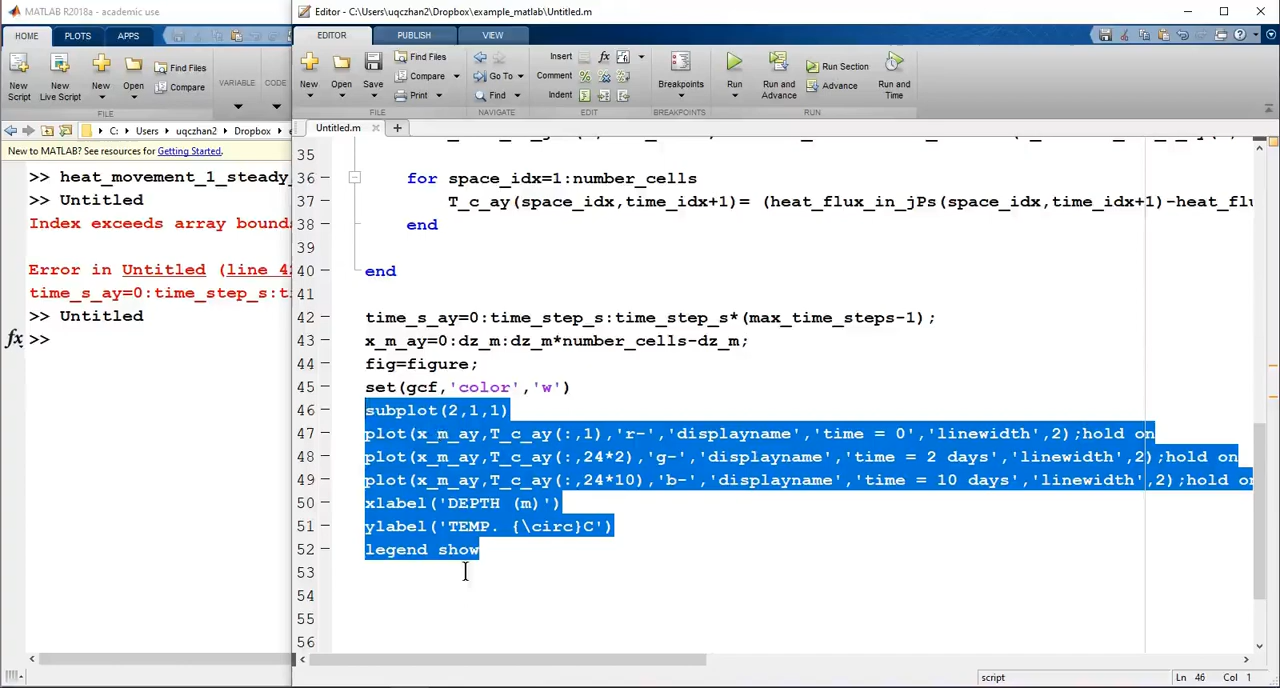 MATLAB R2018a - academic use
Editor - C:\Users\uqczhan2\Dropbox\example_matlab\Untitled.m
HOME PLOTS APPS
EDITOR PUBLISH VIEW
New Script
New Live Script
New
Open
Find Files
Compare
VARIABLE
CODE
FILE
New
Open
Save
Find Files
Compare
Print
FILE
Go To
Find
NAVIGATE
Insert
Comment
Indent
EDIT
Breakpoints
BREAKPOINTS
Run
Run and Advance
Run Section
Advance
Run and Time
RUN
C: Users uqczhan2 Dropbox
New to MATLAB? See resources for Getting Started.
>> heat_movement_1_steady_
>> Untitled
Index exceeds array bounds
Error in Untitled (line 42
time_s_ay=0:time_step_s:ti
>> Untitled
fx >>
Untitled.m
35
36 for space_idx=1:number_cells
37 T_c_ay(space_idx,time_idx+1)= (heat_flux_in_jPs(space_idx,time_idx+1)-heat_flu
38 end
39
40 end
41
42 time_s_ay=0:time_step_s:time_step_s*(max_time_steps-1);
43 x_m_ay=0:dz_m:dz_m*number_cells-dz_m;
44 fig=figure;
45 set(gcf,'color','w')
46 subplot(2,1,1)
47 plot(x_m_ay,T_c_ay(:,1),'r-','displayname','time = 0','linewidth',2);hold on
48 plot(x_m_ay,T_c_ay(:,24*2),'g-','displayname','time = 2 days','linewidth',2);hold on
49 plot(x_m_ay,T_c_ay(:,24*10),'b-','displayname','time = 10 days','linewidth',2);hold on
50 xlabel('DEPTH (m)')
51 ylabel('TEMP. {\circ}C')
52 legend show
53
54
55
56
script Ln 46 Col 1